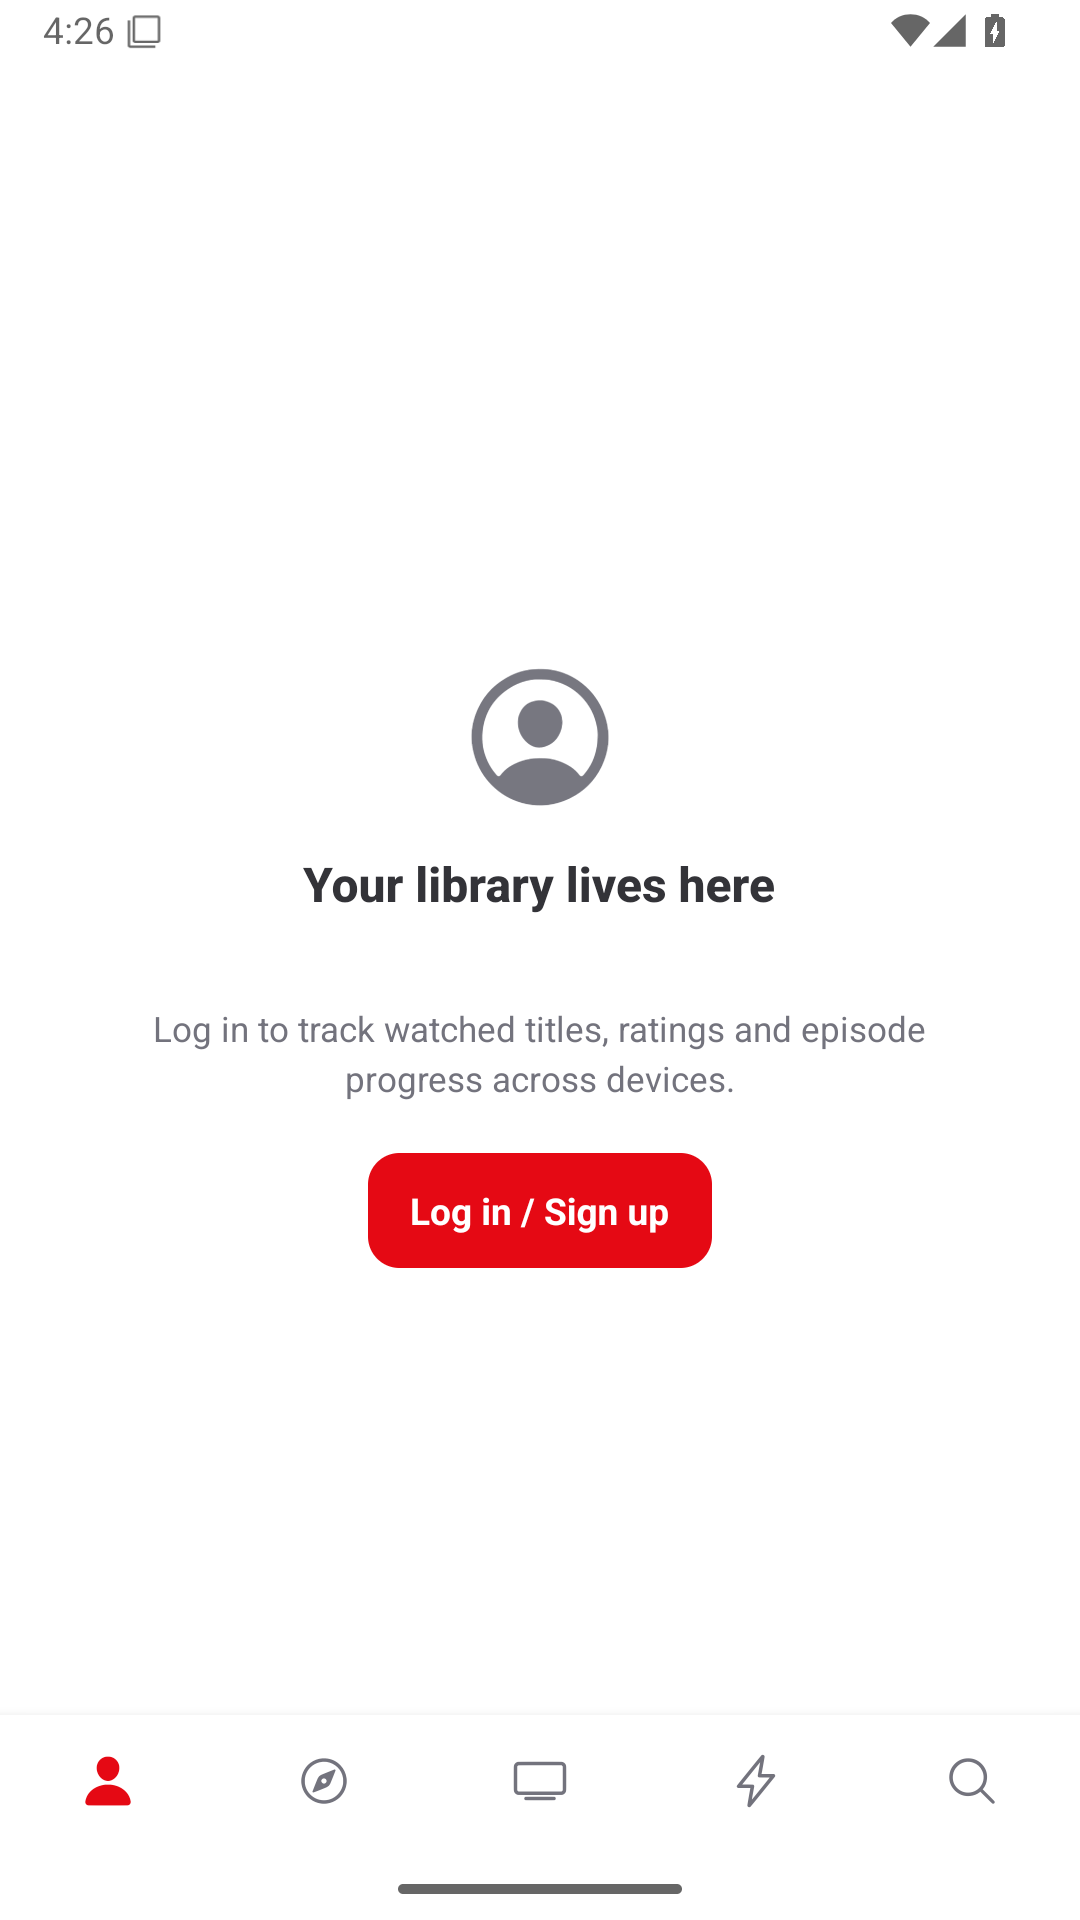 4:26
Your library lives here
Log in to track watched titles, ratings and episode
progress across devices.
Log in / Sign up